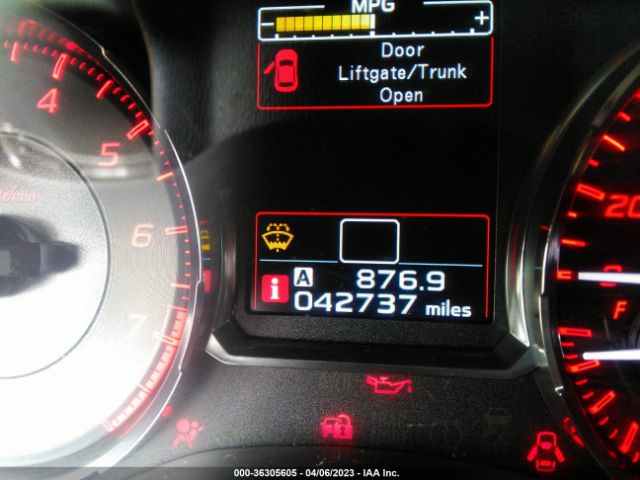 MPG
- +
Door
Liftgate/Trunk
Open
4
5
6
7
r/min
20
A 876.9
i 042737 miles
F
000-36305605 - 04/06/2023 - IAA Inc.